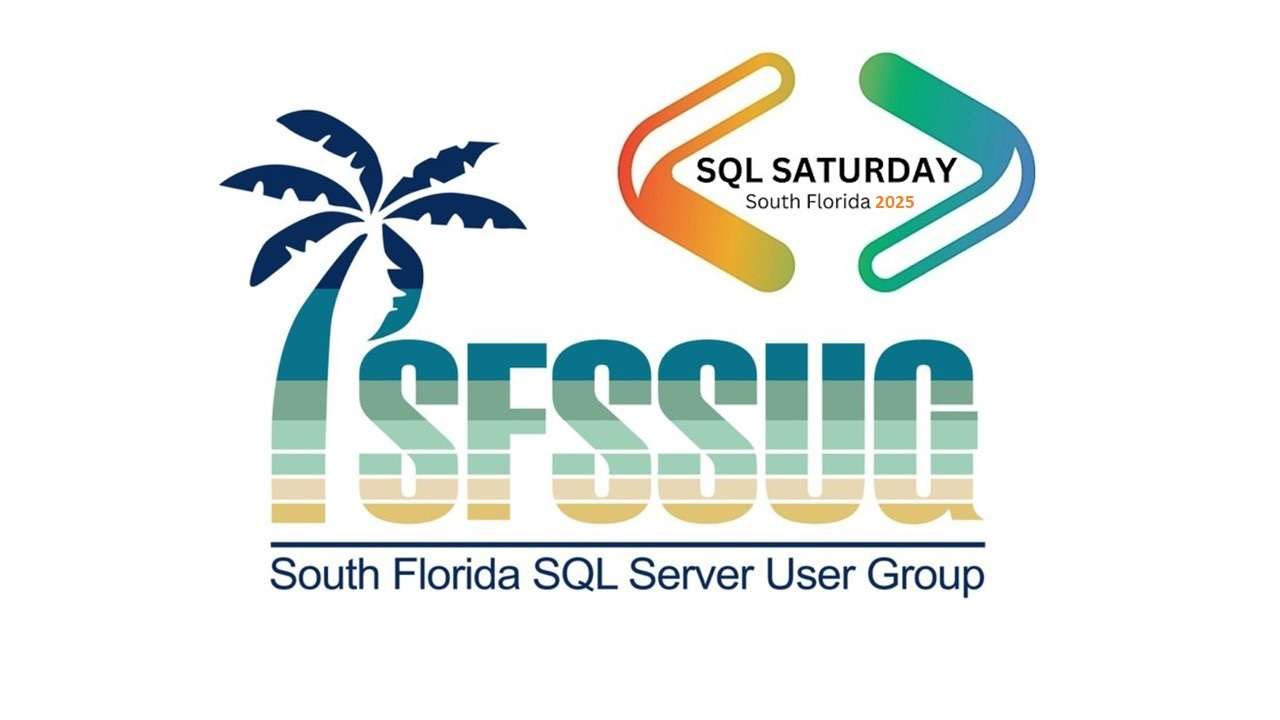 SQL SATURDAY
South Florida 2025
SFSSUG
South Florida SQL Server User Group